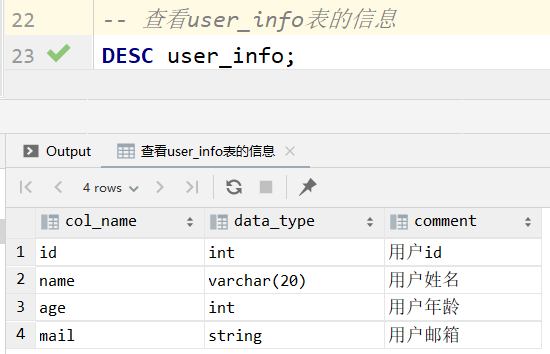 22 -- 查看user_info表的信息
23 DESC user_info;
Output 查看user_info表的信息
4 rows
col_name data_type comment
1 id int 用户id
2 name varchar(20) 用户姓名
3 age int 用户年龄
4 mail string 用户邮箱